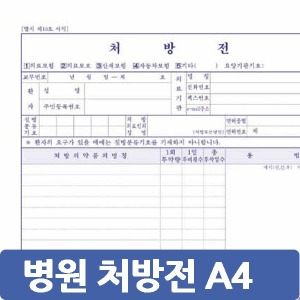 [별지 제10호 서식]
처 방 전
1의료보험 2의료보호 3산재보험 4자동차보험 5기타( ) 요양기관기호:
교부번호 년 월 일 — 제 호 의료기관 명 칭
환자 성 명 전화번호
주민등록번호 팩스번호
e-mail주소
질병분류기호 처 방 의료인의 성 명 면허종별
면허번호 제 호
※ 환자의 요구가 있을 때에는 질병분류기호를 기재하지 아니합니다.
처 방 의 약 품 의 명 칭 1회 투약량 1일 투여횟수 총 투약일수 용 법
병원 처방전 A4